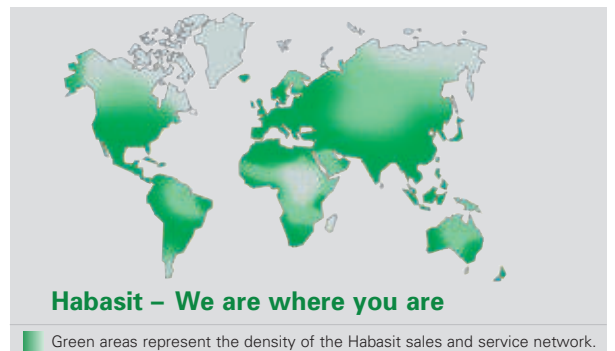 Habasit – We are where you are
Green areas represent the density of the Habasit sales and service network.